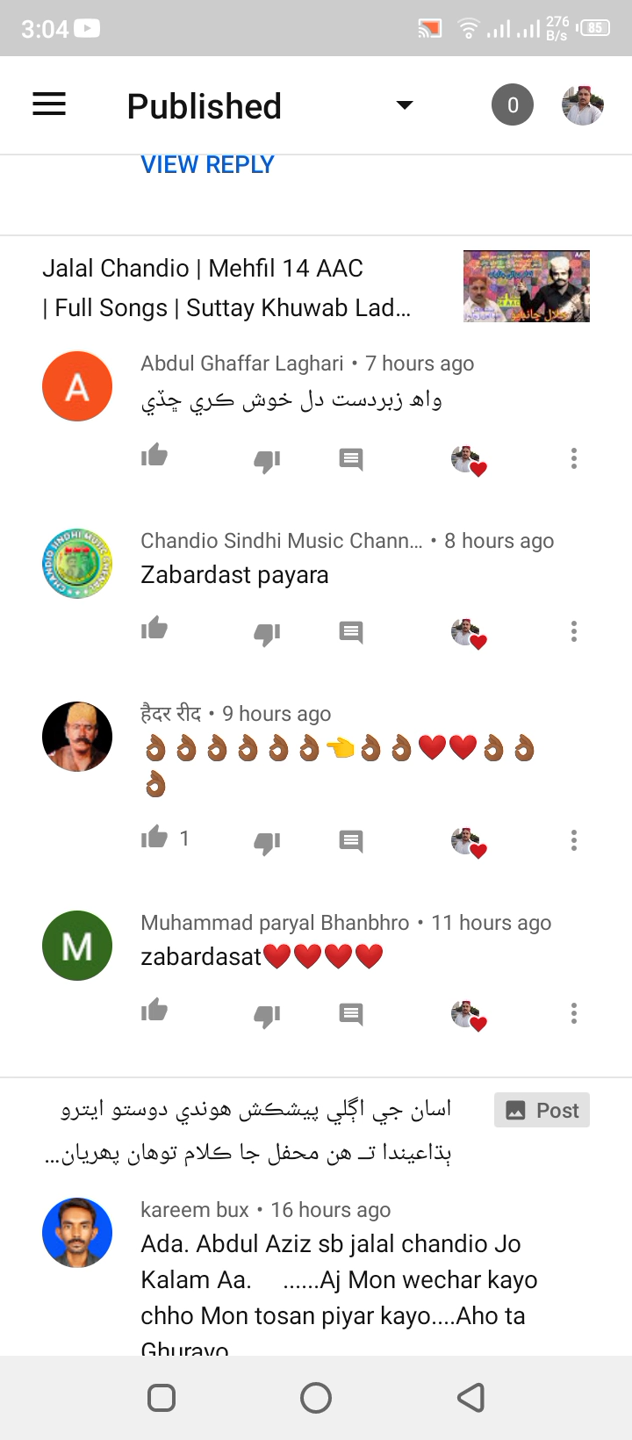 3:04
276
B/s
85
Published
0
VIEW REPLY
Jalal Chandio | Mehfil 14 AAC
| Full Songs | Suttay Khuwab Lad...
AAC
Abdul Ghaffar Laghari • 7 hours ago
واهه زبردست دل خوش ڪري ڇڏي
Chandio Sindhi Music Chann... • 8 hours ago
Zabardast payara
हैदर रीद • 9 hours ago
👌🏾👌🏾👌🏾👌🏾👌🏾👌🏾👈👌🏾👌🏾❤️❤️👌🏾👌🏾
👌🏾
1
Muhammad paryal Bhanbhro • 11 hours ago
zabardasat❤️❤️❤️❤️
اسان جي اڳلي پيشڪش هوندي دوستو ايترو
ٻڌاعيندا تــ هن محفل جا ڪلام توهان پهريان...
Post
kareem bux • 16 hours ago
Ada. Abdul Aziz sb jalal chandio Jo
Kalam Aa. ......Aj Mon wechar kayo
chho Mon tosan piyar kayo....Aho ta
Ghurayo